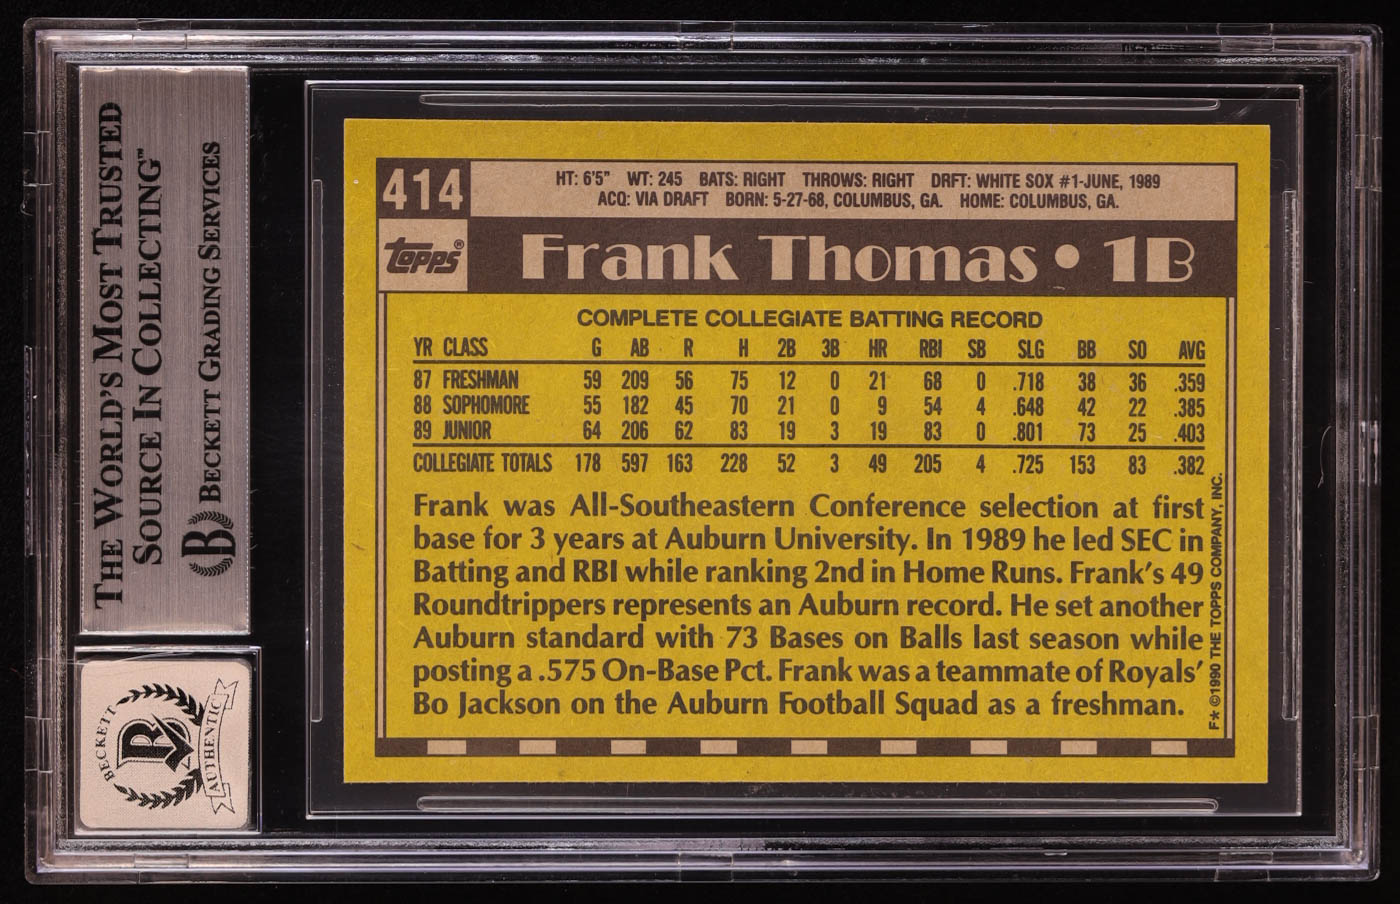 THE WORLD'S MOST TRUSTED
SOURCE IN COLLECTING™
BECKETT GRADING SERVICES
B
BECKETT
B
AUTHENTIC
414
HT: 6'5" WT: 245 BATS: RIGHT THROWS: RIGHT DRFT: WHITE SOX #1-JUNE, 1989
ACQ: VIA DRAFT BORN: 5-27-68, COLUMBUS, GA. HOME: COLUMBUS, GA.
topps®
Frank Thomas • 1B
COMPLETE COLLEGIATE BATTING RECORD
YR CLASS G AB R H 2B 3B HR RBI SB SLG BB SO AVG
87 FRESHMAN 59 209 56 75 12 0 21 68 0 .718 38 36 .359
88 SOPHOMORE 55 182 45 70 21 0 9 54 4 .648 42 22 .385
89 JUNIOR 64 206 62 83 19 3 19 83 0 .801 73 25 .403
COLLEGIATE TOTALS 178 597 163 228 52 3 49 205 4 .725 153 83 .382
Frank was All-Southeastern Conference selection at first
base for 3 years at Auburn University. In 1989 he led SEC in
Batting and RBI while ranking 2nd in Home Runs. Frank's 49
Roundtrippers represents an Auburn record. He set another
Auburn standard with 73 Bases on Balls last season while
posting a .575 On-Base Pct. Frank was a teammate of Royals'
Bo Jackson on the Auburn Football Squad as a freshman.
F* ©1990 THE TOPPS COMPANY, INC.